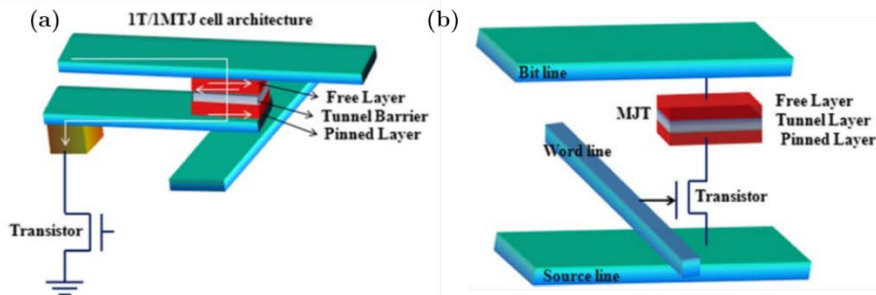 (a)
1T/1MTJ cell architecture
Free Layer
Tunnel Barrier
Pinned Layer
Transistor
(b)
Bit line
MJT
Free Layer
Tunnel Layer
Pinned Layer
Word line
Transistor
Source line